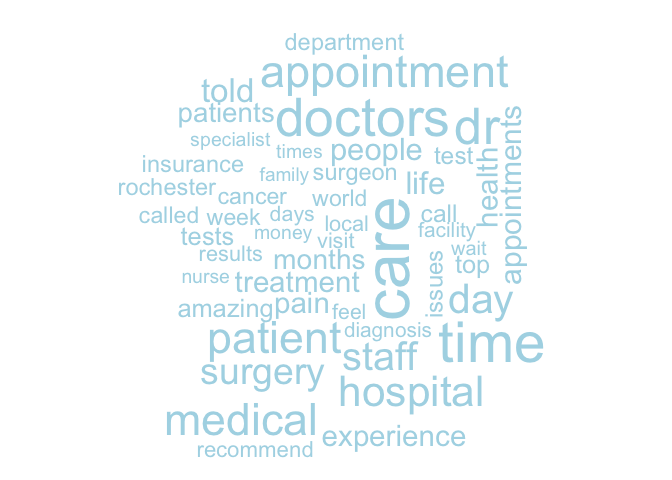 department
appointment
told
patients
doctors
dr
appointments
specialist
times
people
test
insurance
family
surgeon
health
rochester
cancer
world
life
called
week
days
local
care
call
tests
money
visit
facility
results
months
issues
wait
top
nurse
treatment
amazing
pain
feel
day
patient
diagnosis
staff
time
surgery
hospital
medical
experience
recommend